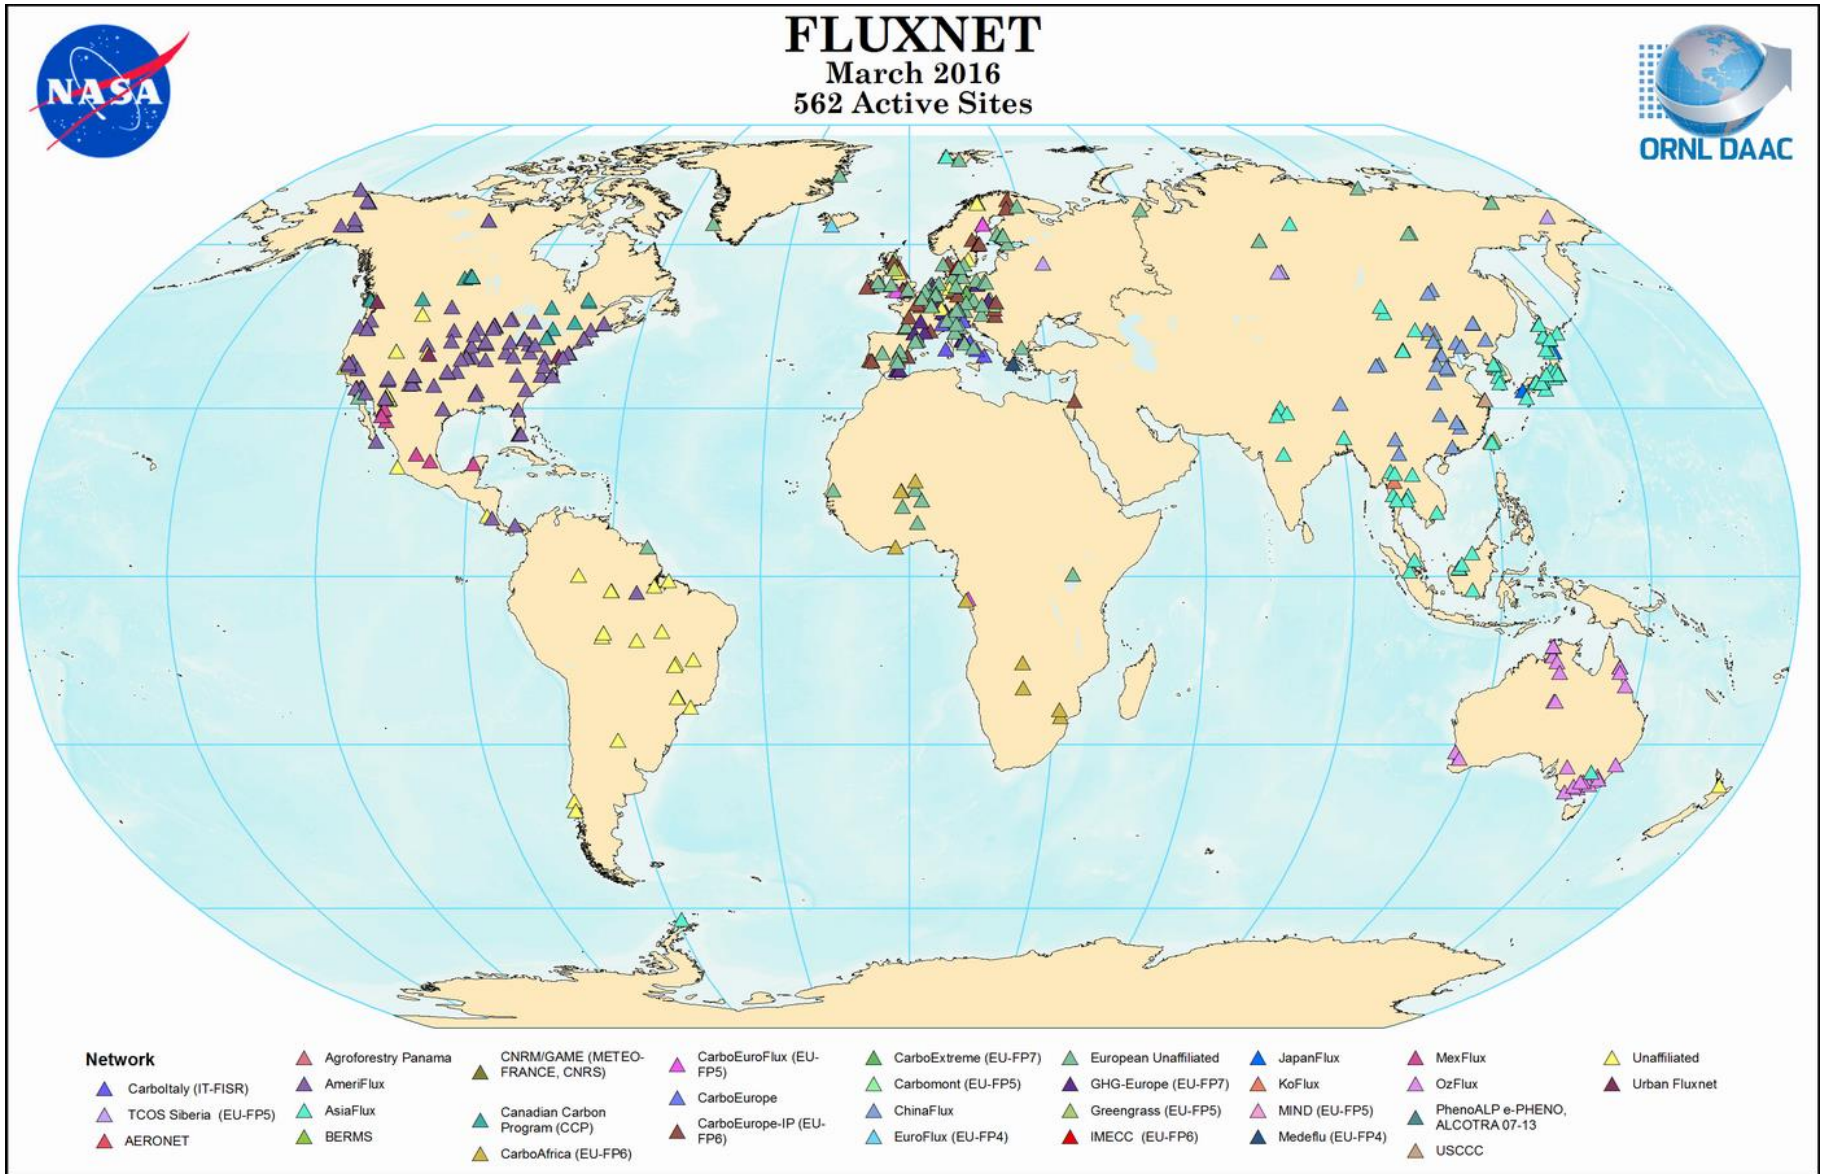 FLUXNET
March 2016
562 Active Sites
NASA
ORNL DAAC
Network
CarboItaly (IT-FISR)
TCOS Siberia (EU-FP5)
AERONET
Agroforestry Panama
AmeriFlux
AsiaFlux
BERMS
CNRM/GAME (METEO-
FRANCE, CNRS)
Canadian Carbon
Program (CCP)
CarboAfrica (EU-FP6)
CarboEuroFlux (EU-
FP5)
CarboEurope
CarboEurope-IP (EU-
FP6)
CarboExtreme (EU-FP7)
Carbomont (EU-FP5)
ChinaFlux
EuroFlux (EU-FP4)
European Unaffiliated
GHG-Europe (EU-FP7)
Greengrass (EU-FP5)
IMECC (EU-FP6)
JapanFlux
KoFlux
MIND (EU-FP5)
Medeflu (EU-FP4)
MexFlux
OzFlux
PhenoALP e-PHENO,
ALCOTRA 07-13
USCCC
Unaffiliated
Urban Fluxnet